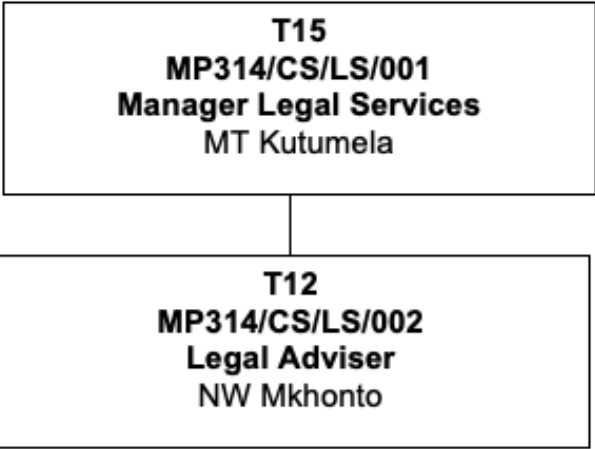 T15
MP314/CS/LS/001
Manager Legal Services
MT Kutumela
T12
MP314/CS/LS/002
Legal Adviser
NW Mkhonto